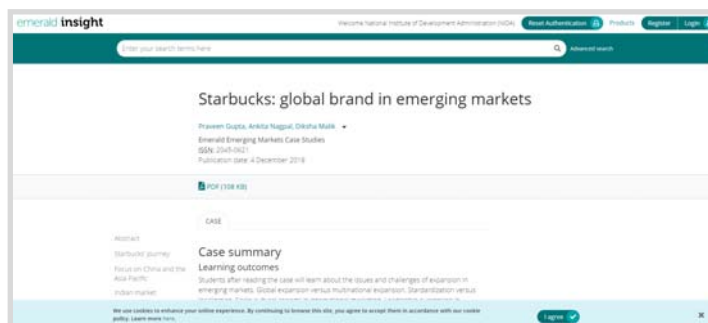 emerald insight
Welcome National Institute of Development Administration (NIDA) Reset Authentication Products Register Login
Enter your search terms here Advanced search
Starbucks: global brand in emerging markets
Praveen Gupta, Ankita Nagpal, Diksha Malik
Emerald Emerging Markets Case Studies
ISSN: 2045-0621
Publication date: 4 December 2018
PDF (108 KB)
CASE
Abstract
Starbucks' journey
Case summary
Learning outcomes
Focus on China and the
Asia Pacific
Students after reading the case will learn about the issues and challenges of expansion in
Indian market
emerging markets. Global expansion versus multinational expansion. Standardization versus
We use cookies to enhance your online experience. By continuing to browse this site, you agree to accept them in accordance with our cookie
policy. Learn more here.
I agree